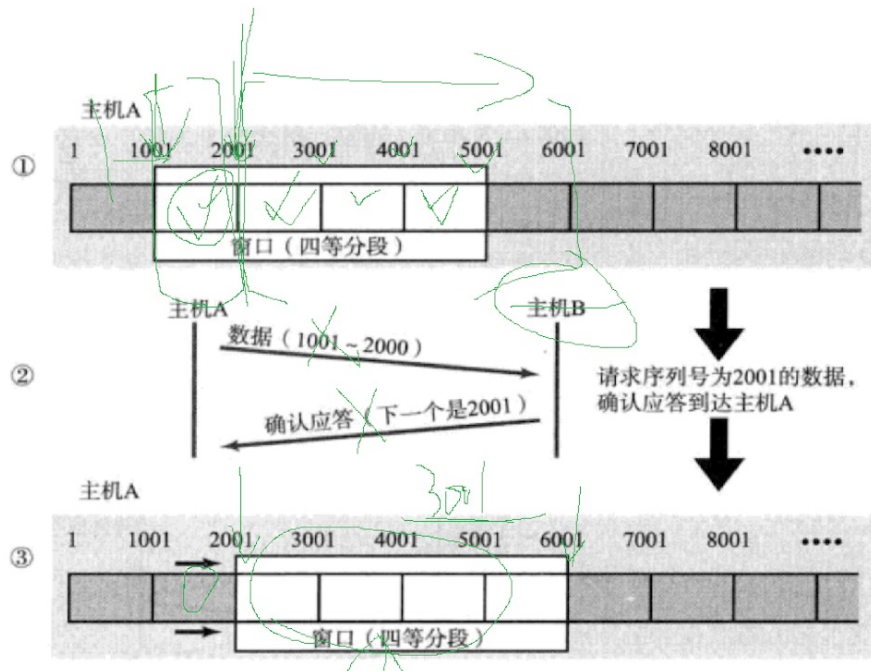 主机A
① 1 1001 2001 3001 4001 5001 6001 7001 8001 ••••
窗口（四等分段）
主机A 主机B
② 数据（1001～2000）
确认应答（下一个是2001）
请求序列号为2001的数据，
确认应答到达主机A
3001
主机A
③ 1 1001 2001 3001 4001 5001 6001 7001 8001 ••••
窗口（四等分段）